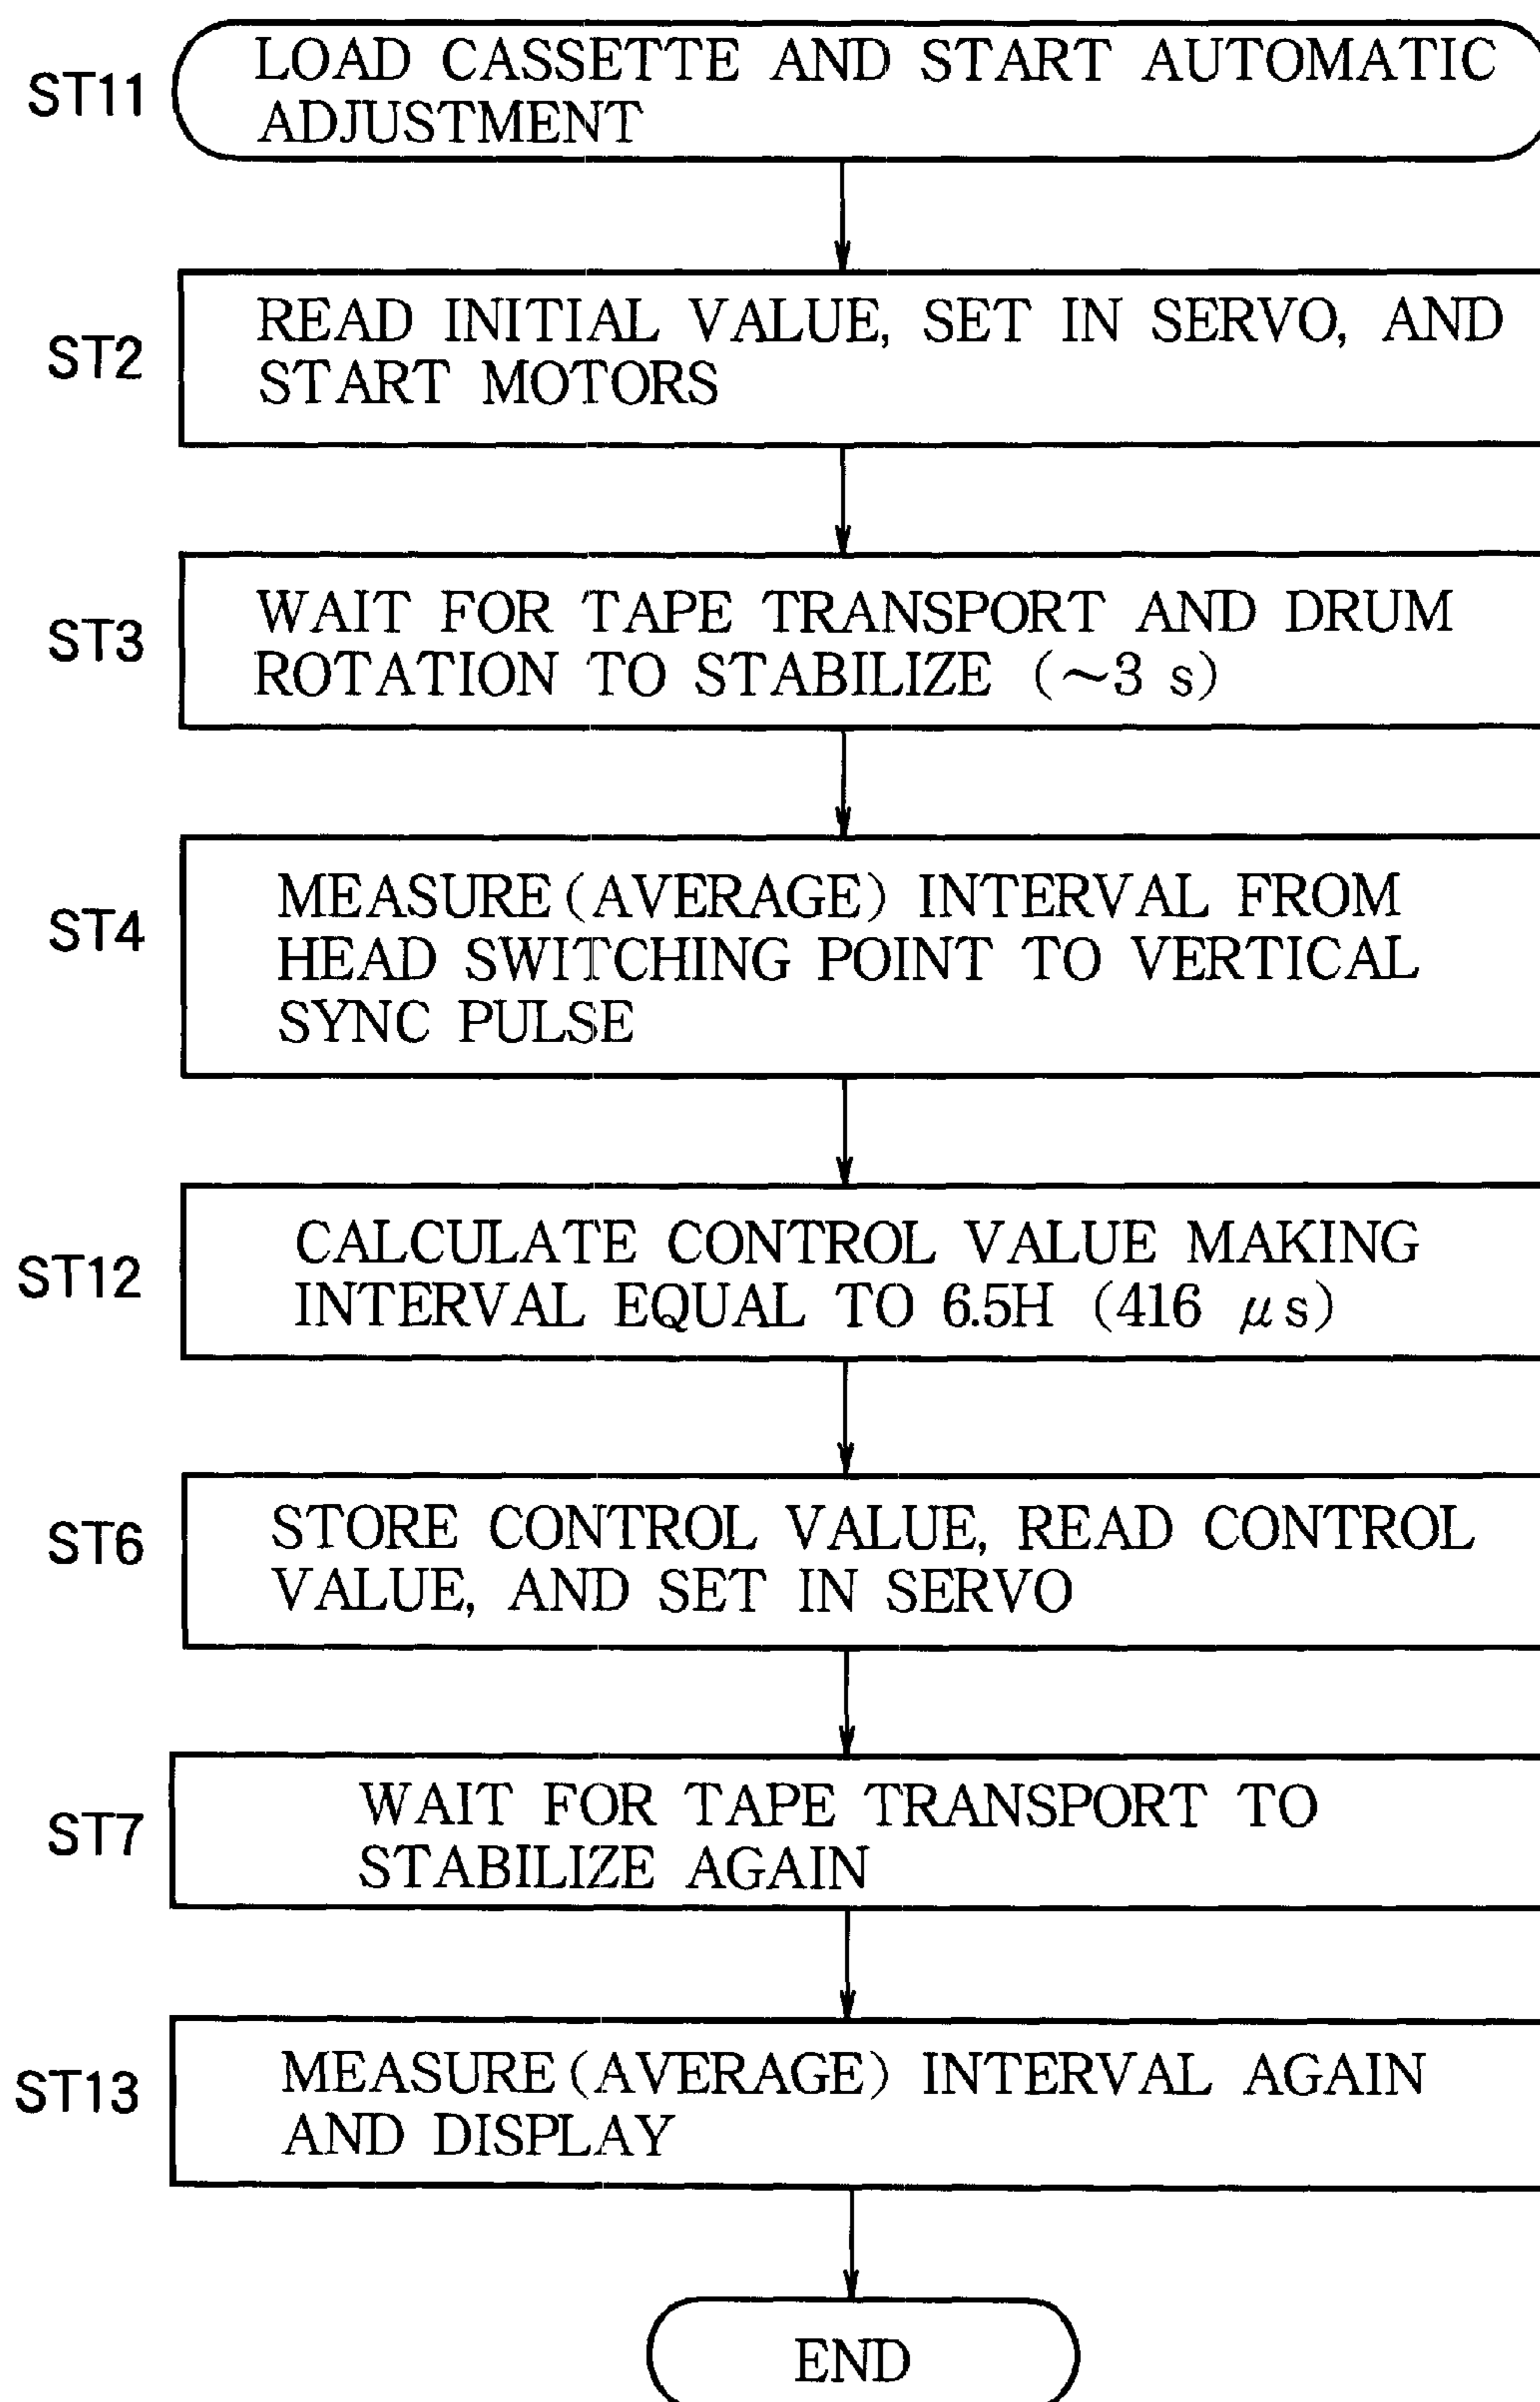 ST11
LOAD CASSETTE AND START AUTOMATIC
ADJUSTMENT
ST2
READ INITIAL VALUE, SET IN SERVO, AND
START MOTORS
ST3
WAIT FOR TAPE TRANSPORT AND DRUM
ROTATION TO STABILIZE (~3 s)
ST4
MEASURE (AVERAGE) INTERVAL FROM
HEAD SWITCHING POINT TO VERTICAL
SYNC PULSE
ST12
CALCULATE CONTROL VALUE MAKING
INTERVAL EQUAL TO 6.5H (416 μs)
ST6
STORE CONTROL VALUE, READ CONTROL
VALUE, AND SET IN SERVO
ST7
WAIT FOR TAPE TRANSPORT TO
STABILIZE AGAIN
ST13
MEASURE (AVERAGE) INTERVAL AGAIN
AND DISPLAY
END